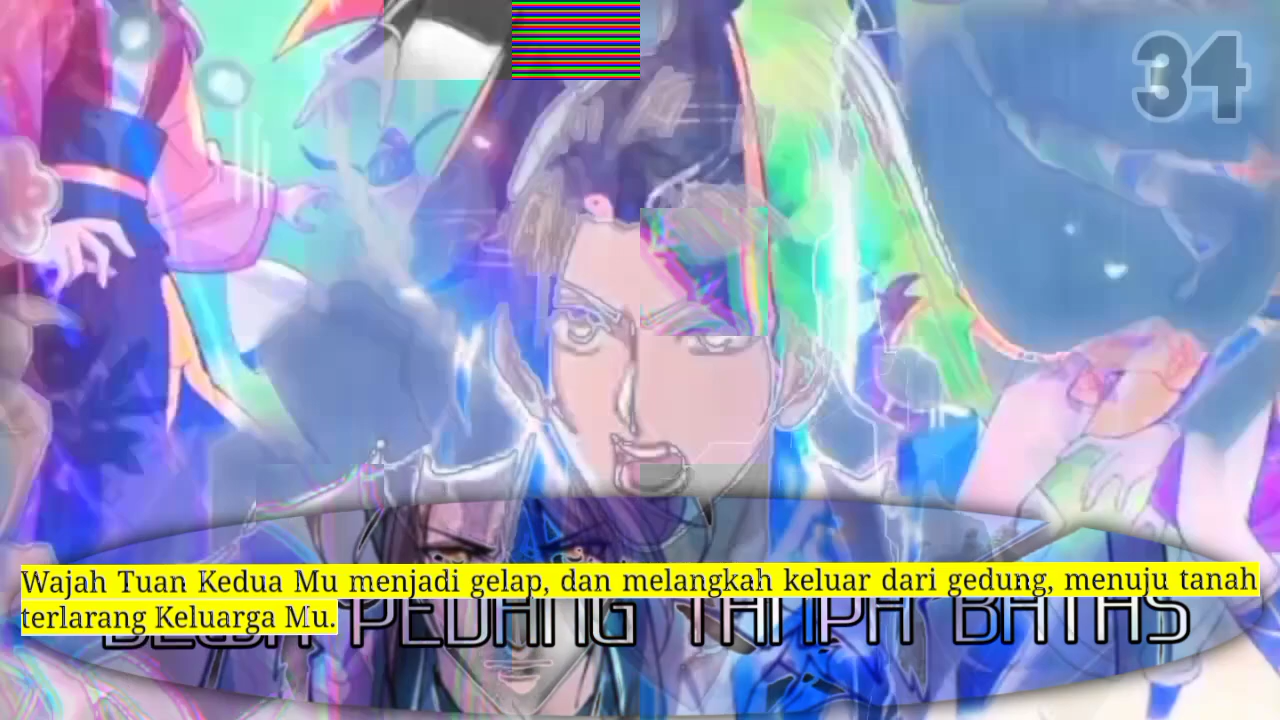 34
Wajah Tuan Kedua Mu menjadi gelap, dan melangkah keluar dari gedung, menuju tanah
terlarang Keluarga Mu.
DEWA PEDANG TANPA BATAS